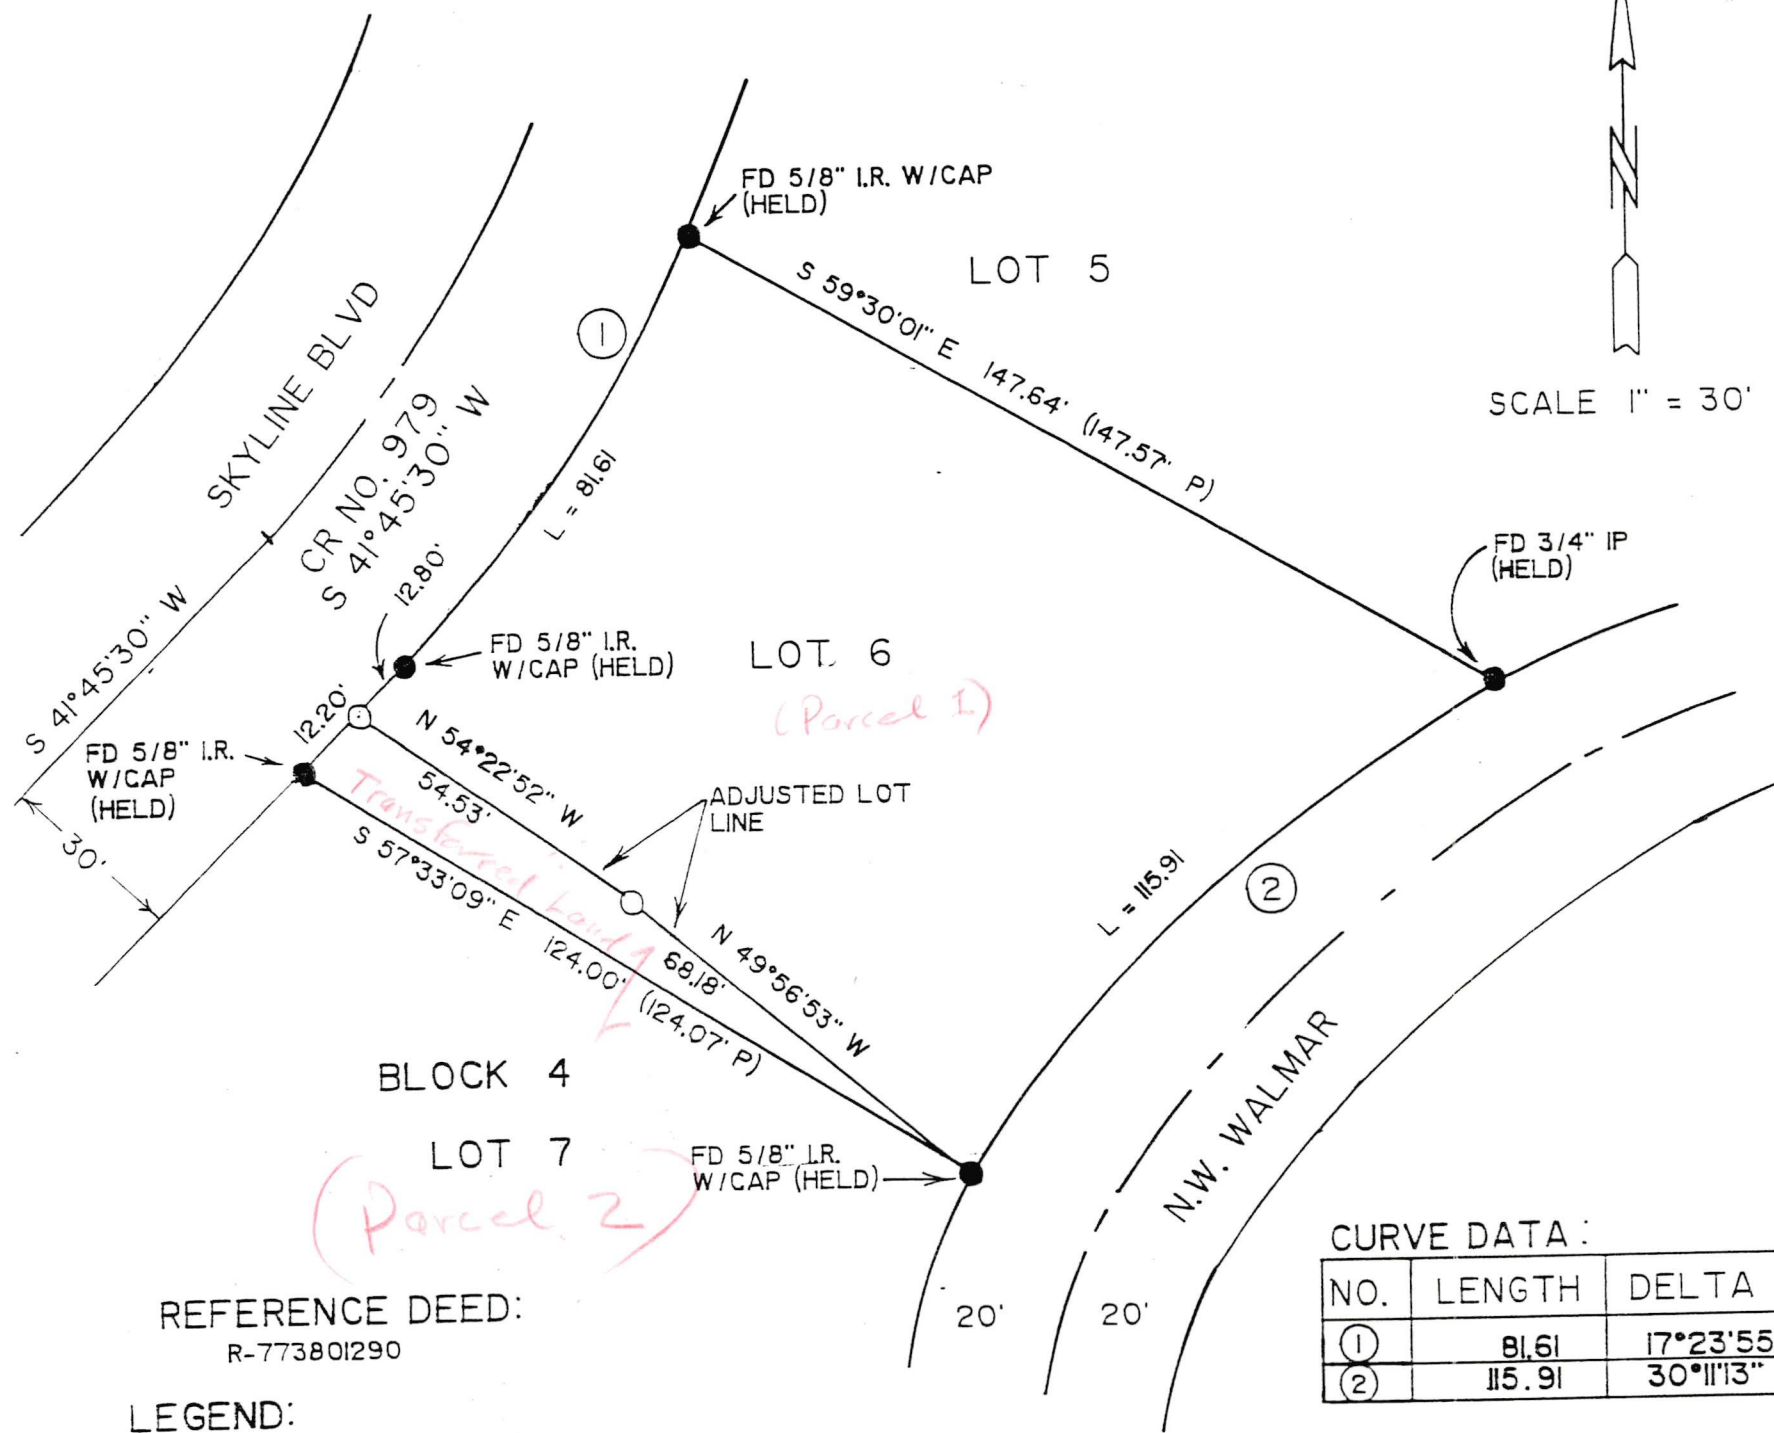 FD 5/8" I.R. W/CAP
(HELD)
LOT 5
S 59°30'01" E 147.64' (147.57' P)
N
SCALE 1" = 30'
1
SKYLINE BLVD
CR NO. 979
S 41°45'30" W
L = 81.61
12.80'
FD 3/4" IP
(HELD)
S 41°45'30" W
FD 5/8" I.R.
W/CAP (HELD)
LOT 6
(Parcel 1)
12.20'
FD 5/8" I.R.
W/CAP
(HELD)
N 54°22'52" W
54.53'
ADJUSTED LOT
LINE
Transferred Land
S 57°33'09" E 124.00' (124.07' P)
30'
L = 115.91
2
N 49°56'53" W
68.18'
BLOCK 4
LOT 7
(Parcel 2)
FD 5/8" I.R.
W/CAP (HELD)
N.W. WALMAR
20' 20'
CURVE DATA:
NO. LENGTH DELTA
1 81.61 17°23'55
2 115.91 30°11'13"
REFERENCE DEED:
R-773801290
LEGEND: